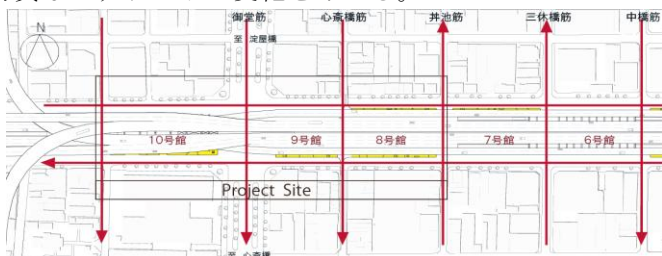 御堂筋 心斎橋筋 丼池筋 三休橋筋 中橋筋
N
至 淀屋橋
10号館 9号館 8号館 7号館 6号館
Project Site
至 心斎橋